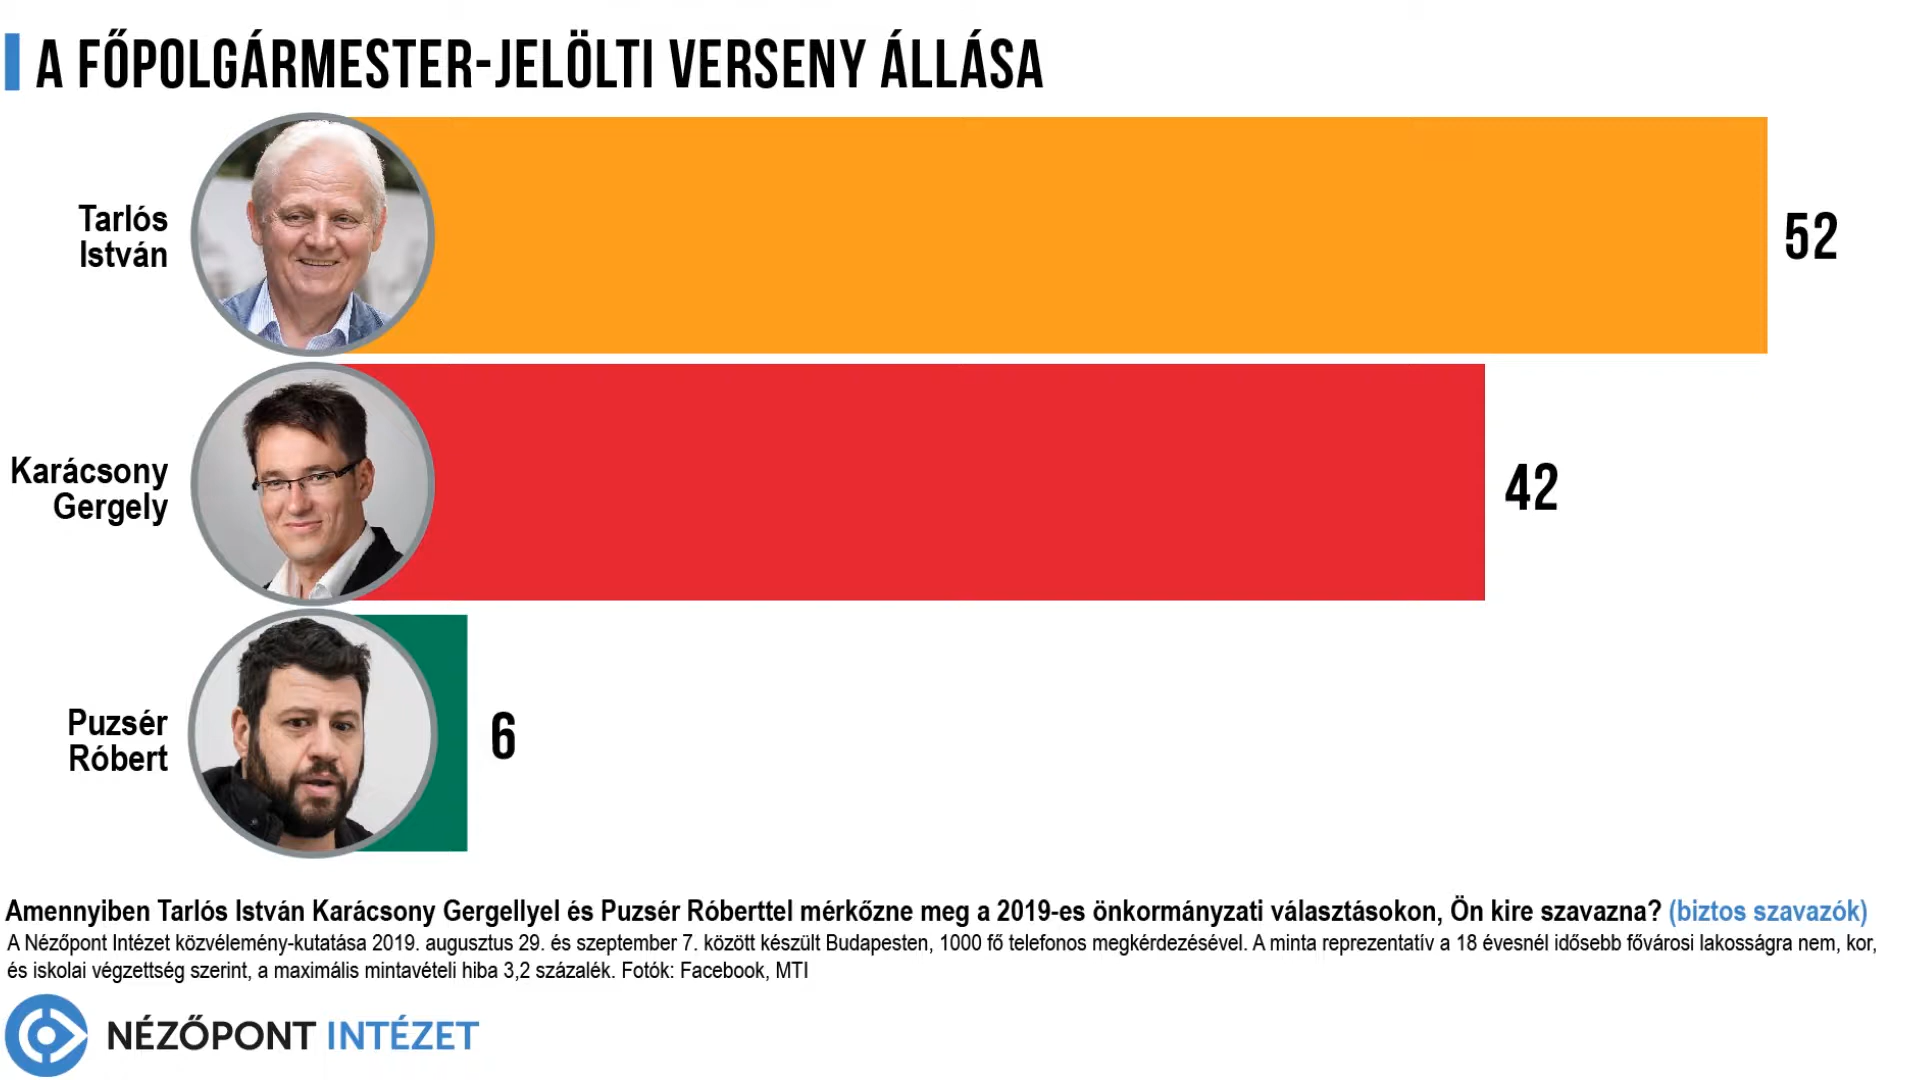 A FŐPOLGÁRMESTER-JELÖLTI VERSENY ÁLLÁSA
Tarlós
István
52
Karácsony
Gergely
42
Puzsér
Róbert
6
Amennyiben Tarlós István Karácsony Gergellyel és Puzsér Róberttel mérkőzne meg a 2019-es önkormányzati választásokon, Ön kire szavazna? (biztos szavazók)
A Nézőpont Intézet közvélemény-kutatása 2019. augusztus 29. és szeptember 7. között készült Budapesten, 1000 fő telefonos megkérdezésével. A minta reprezentatív a 18 évesnél idősebb fővárosi lakosságra nem, kor,
és iskolai végzettség szerint, a maximális mintavételi hiba 3,2 százalék. Fotók: Facebook, MTI
NÉZŐPONT INTÉZET